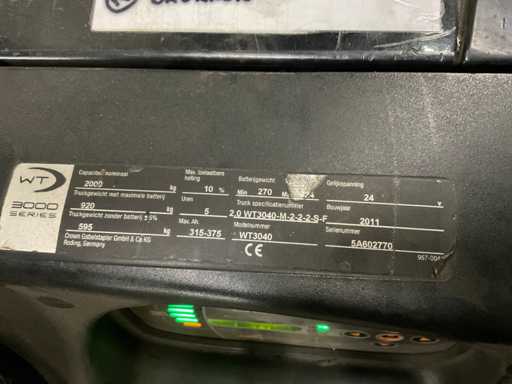 WT
3000
SERIES
Capaciteit nominaal
2000 kg
Max. toelaatbare helling
10 %
Batterijgewicht
Min 270
24
Gelijkspanning
24 v
Truckgewicht met maximale batterij
920 kg
Uren
5
Truck specificatienummer
2,0 WT3040-M-2-2-2-S-F
Bouwjaar
2011
Truckgewicht zonder batterij ± 5%
595 kg
Max. Ah.
315-375
Modelnummer
WT3040
Serienummer
5A602770
Crown Gabelstapler GmbH & Co KG
Roding, Germany
CE